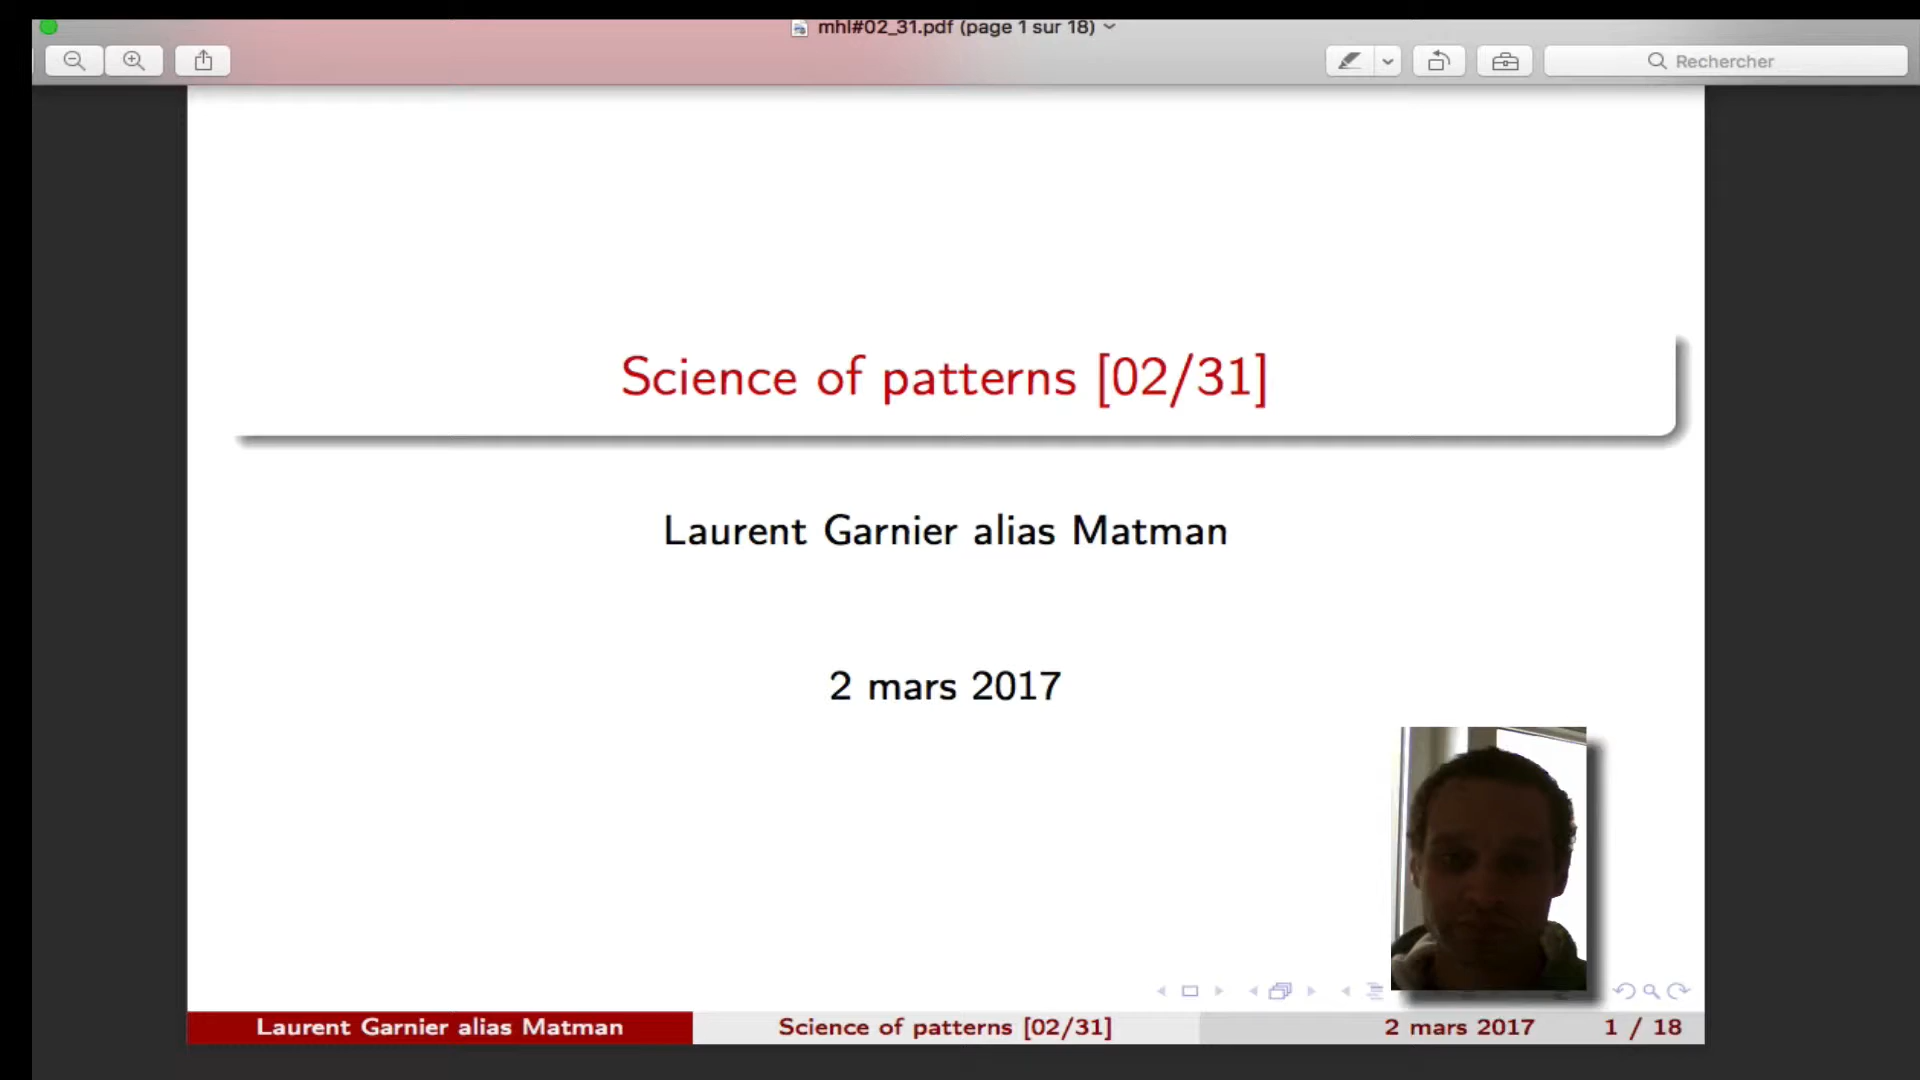 mhl#02_31.pdf (page 1 sur 18)
Rechercher
Science of patterns [02/31]
Laurent Garnier alias Matman
2 mars 2017
Laurent Garnier alias Matman
Science of patterns [02/31]
2 mars 2017
1 / 18